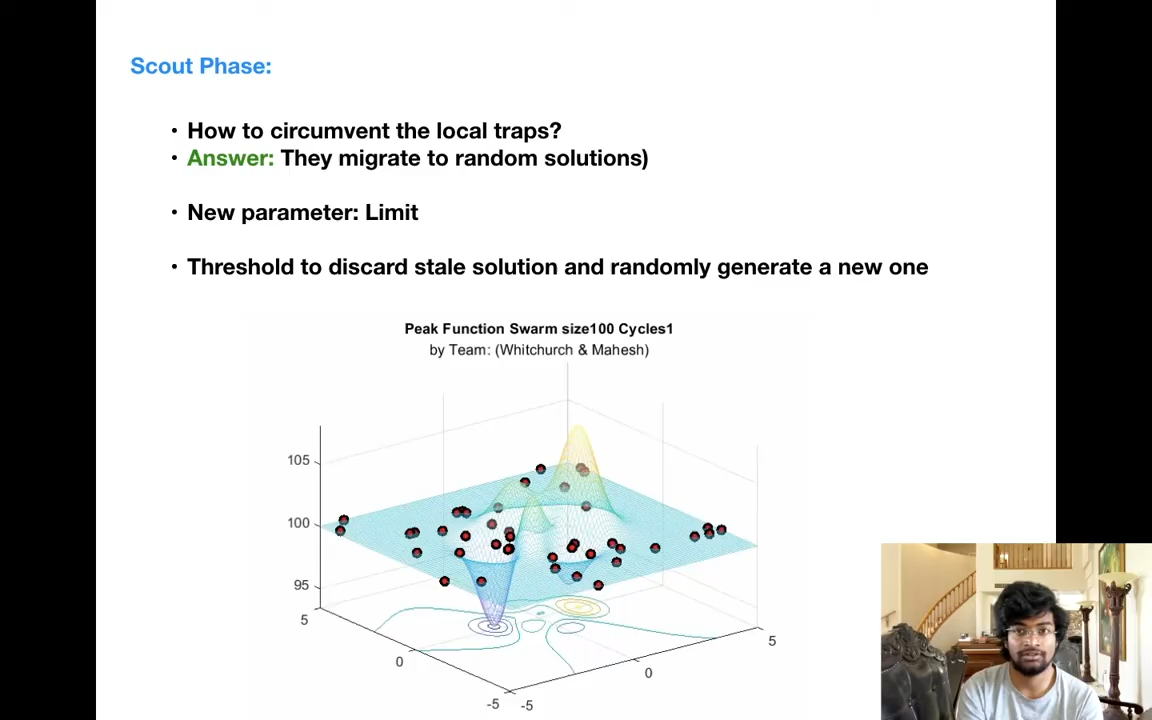 Scout Phase:
• How to circumvent the local traps?
• Answer: They migrate to random solutions)
• New parameter: Limit
• Threshold to discard stale solution and randomly generate a new one
Peak Function Swarm size100 Cycles1
by Team: (Whitchurch & Mahesh)
105
100
95
5
0
-5
-5
0
5